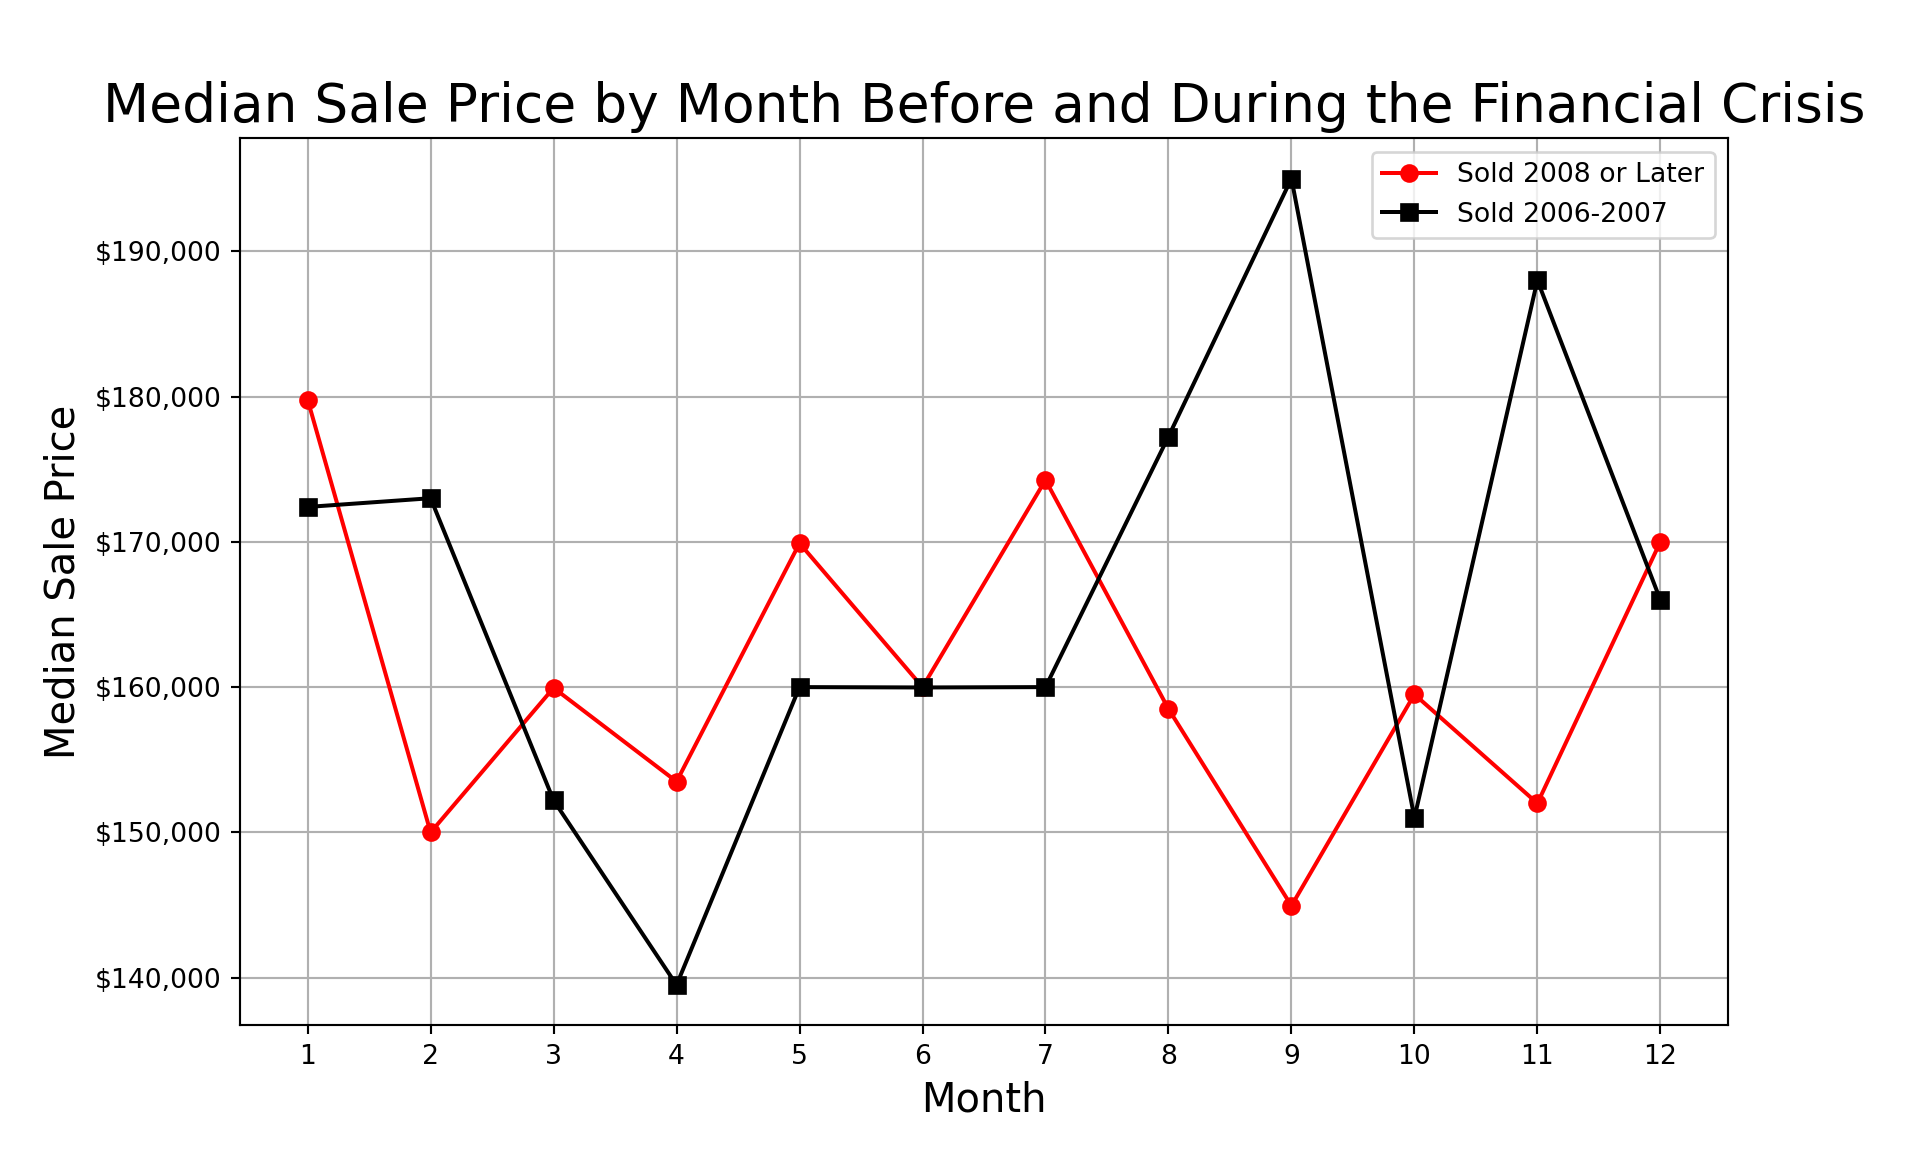 Median Sale Price by Month Before and During the Financial Crisis
Sold 2008 or Later
Sold 2006-2007
Median Sale Price
$190,000
$180,000
$170,000
$160,000
$150,000
$140,000
1 2 3 4 5 6 7 8 9 10 11 12
Month